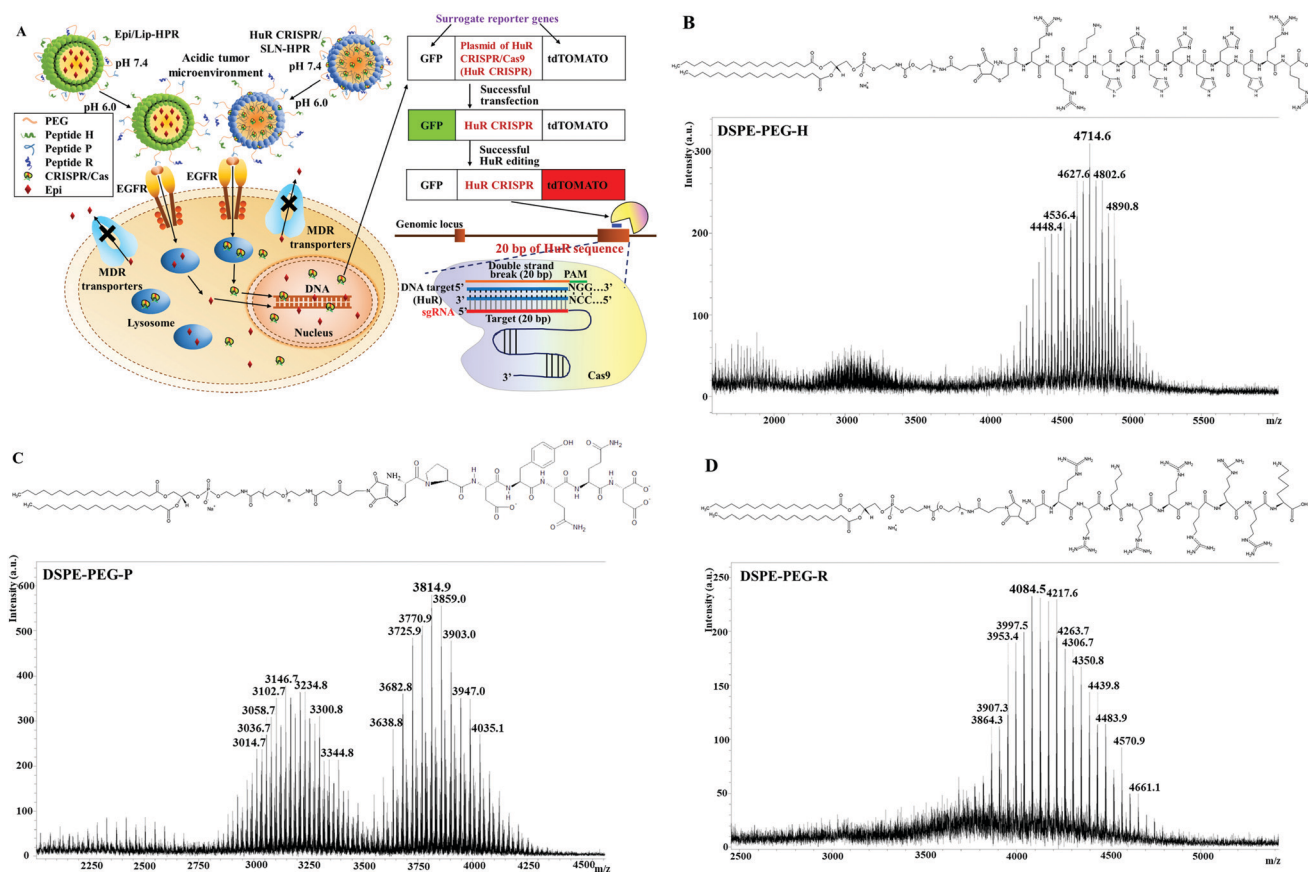 A
Epi/Lip-HPR
pH 7.4
HuR CRISPR/
SLN-HPR
Acidic tumor
microenvironment
pH 7.4
pH 6.0
pH 6.0
PEG
Peptide H
Peptide P
Peptide R
CRISPR/Cas
Epi
EGFR
EGFR
MDR
transporters
MDR
transporters
DNA
Lysosome
Nucleus
Surrogate reporter genes
GFP
Plasmid of HuR
CRISPR/Cas9
(HuR CRISPR)
tdTOMATO
Successful
transfection
GFP
HuR CRISPR
tdTOMATO
Successful
HuR editing
GFP
HuR CRISPR
tdTOMATO
Genomic locus
20 bp of HuR sequence
Double strand
break (20 bp)
PAM
DNA target 5’
NGG…3’
(HuR)
3’
NCC…5’
sgRNA
5’
Target (20 bp)
3’
Cas9
B
DSPE-PEG-H
Intensity (a.u.)
300
200
100
0
4714.6
4627.6
4802.6
4536.4
4890.8
4448.4
2000
3000
3500
4000
4500
5000
5500
m/z
C
DSPE-PEG-P
Intensity (a.u.)
600
500
400
300
200
100
0
3814.9
3859.0
3770.9
3725.9
3903.0
3682.8
3947.0
3638.8
4035.1
3146.7
3102.7
3234.8
3058.7
3300.8
3036.7
3014.7
3344.8
2250
2500
2750
3000
3250
3500
3750
4000
4250
4500
m/z
D
DSPE-PEG-R
Intensity (a.u.)
250
200
150
100
50
0
4084.5
4217.6
3997.5
3953.4
4263.7
4306.7
4350.8
3907.3
3864.3
4439.8
4483.9
4570.9
4661.1
2500
3000
3500
4000
4500
5000
m/z